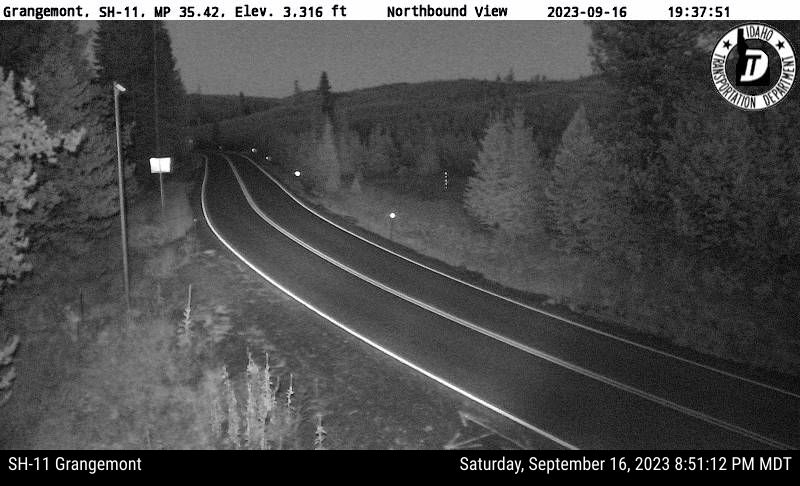 Grangemont, SH-11, MP 35.42, Elev. 3,316 ft Northbound View 2023-09-16 19:37:51
IDAHO
TRANSPORTATION DEPARTMENT
SH-11 Grangemont Saturday, September 16, 2023 8:51:12 PM MDT